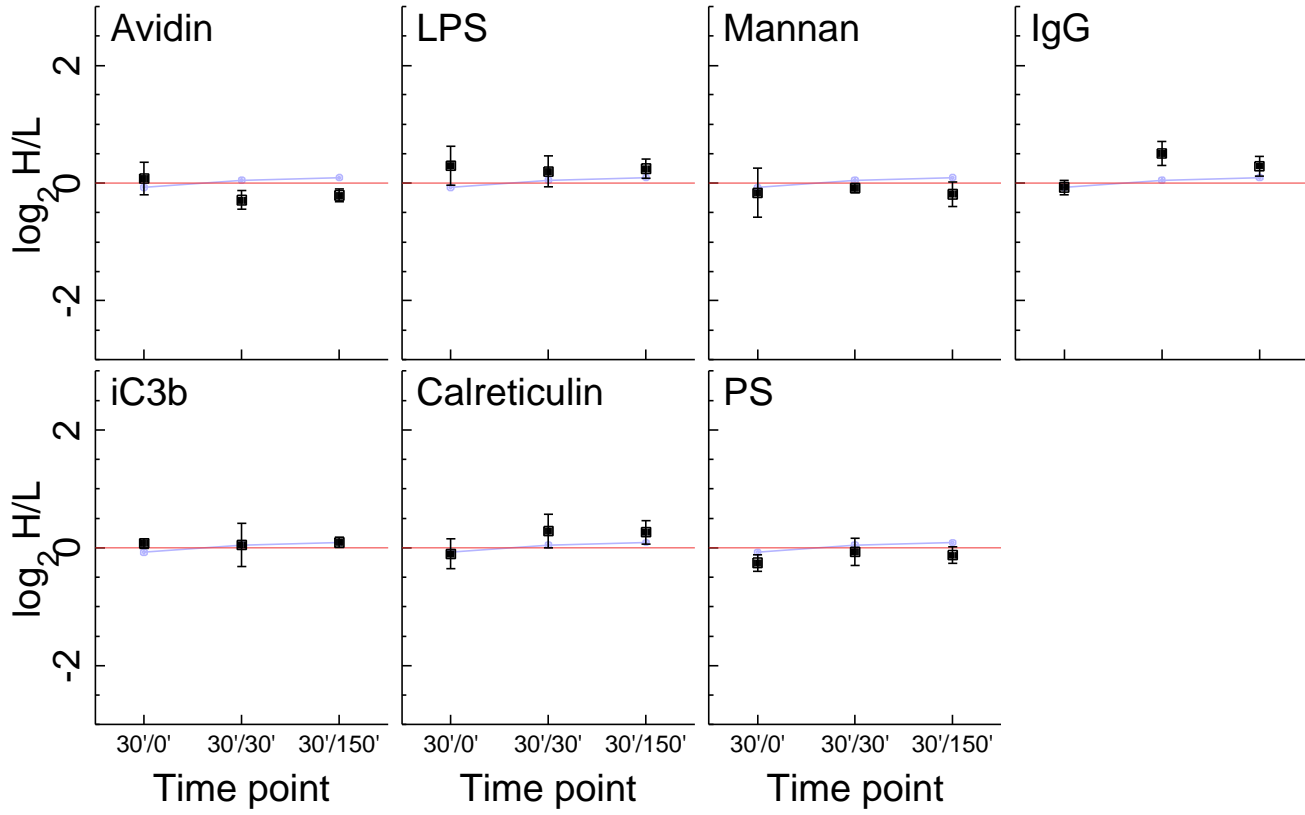 Avidin LPS Mannan IgG
log2 H/L
2
0
-2
iC3b Calreticulin PS
log2 H/L
2
0
-2
30'/0' 30'/30' 30'/150' 30'/0' 30'/30' 30'/150' 30'/0' 30'/30' 30'/150'
Time point Time point Time point